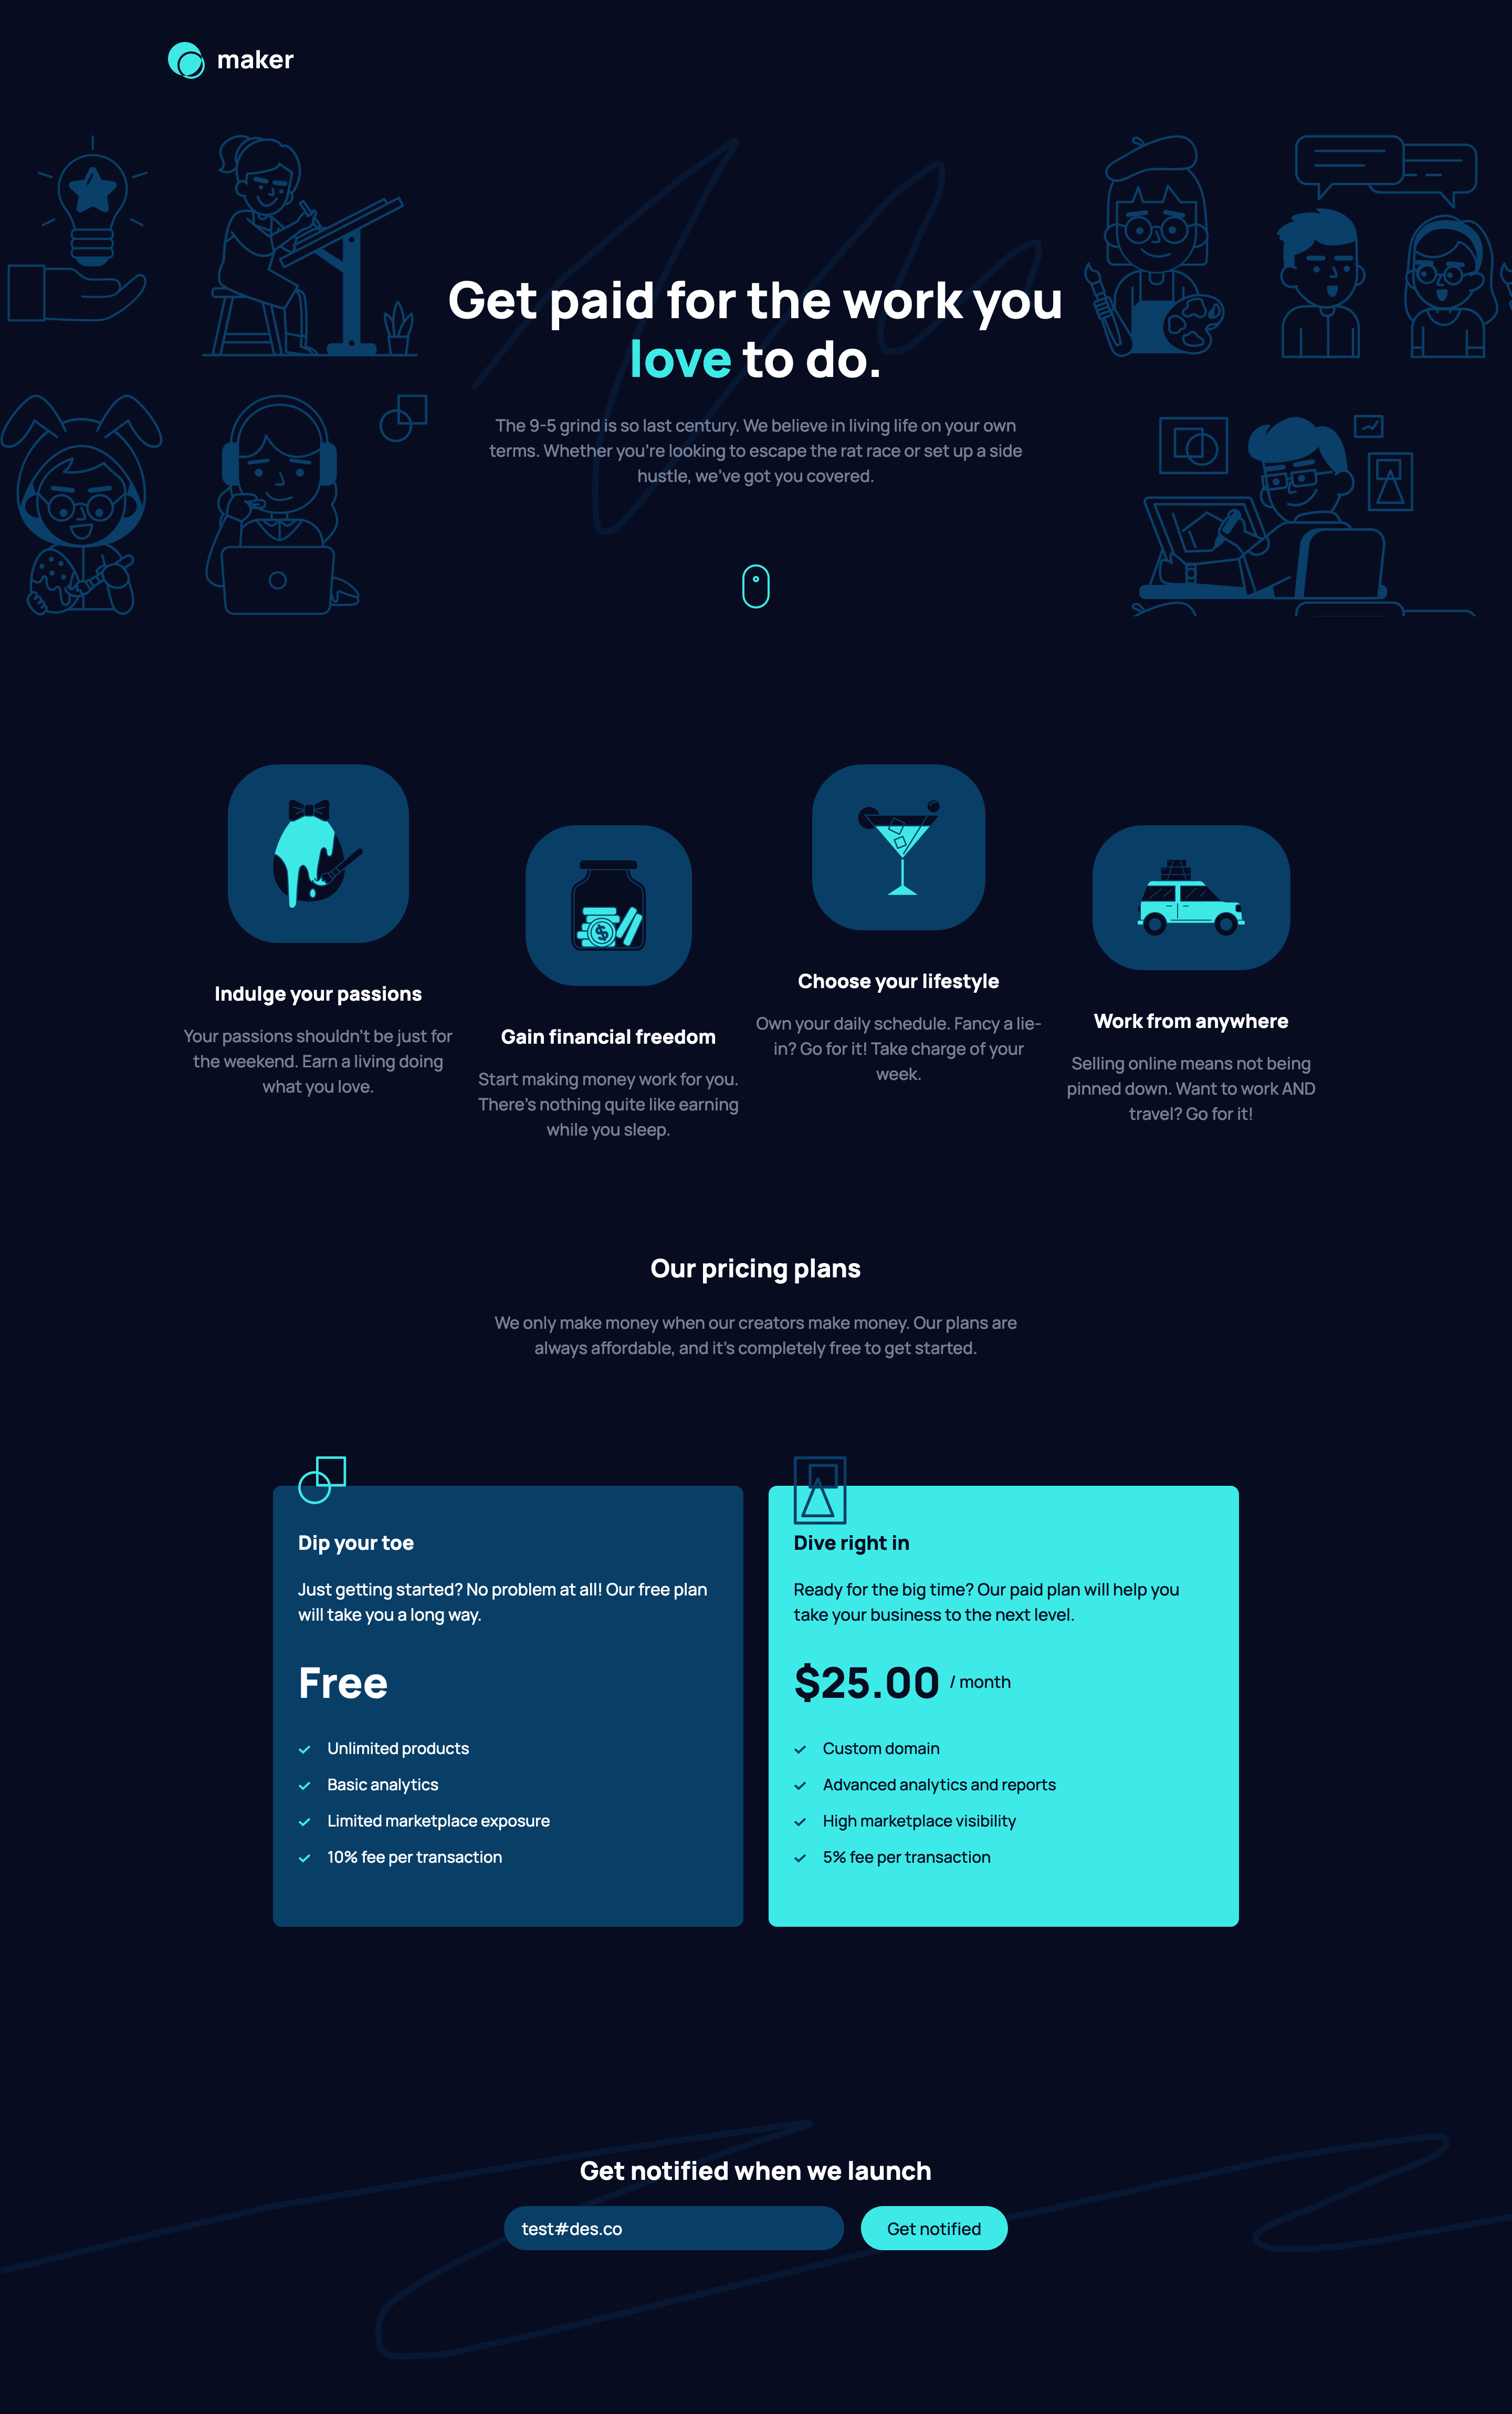 maker
Get paid for the work you
love to do.
The 9-5 grind is so last century. We believe in living life on your own
terms. Whether you’re looking to escape the rat race or set up a side
hustle, we’ve got you covered.
Indulge your passions
Your passions shouldn't be just for
the weekend. Earn a living doing
what you love.
Gain financial freedom
Start making money work for you.
There’s nothing quite like earning
while you sleep.
Choose your lifestyle
Own your daily schedule. Fancy a lie-
in? Go for it! Take charge of your
week.
Work from anywhere
Selling online means not being
pinned down. Want to work AND
travel? Go for it!
Our pricing plans
We only make money when our creators make money. Our plans are
always affordable, and it’s completely free to get started.
Dip your toe
Just getting started? No problem at all! Our free plan
will take you a long way.
Free
Unlimited products
Basic analytics
Limited marketplace exposure
10% fee per transaction
Dive right in
Ready for the big time? Our paid plan will help you
take your business to the next level.
$25.00 / month
Custom domain
Advanced analytics and reports
High marketplace visibility
5% fee per transaction
Get notified when we launch
test#des.co
Get notified